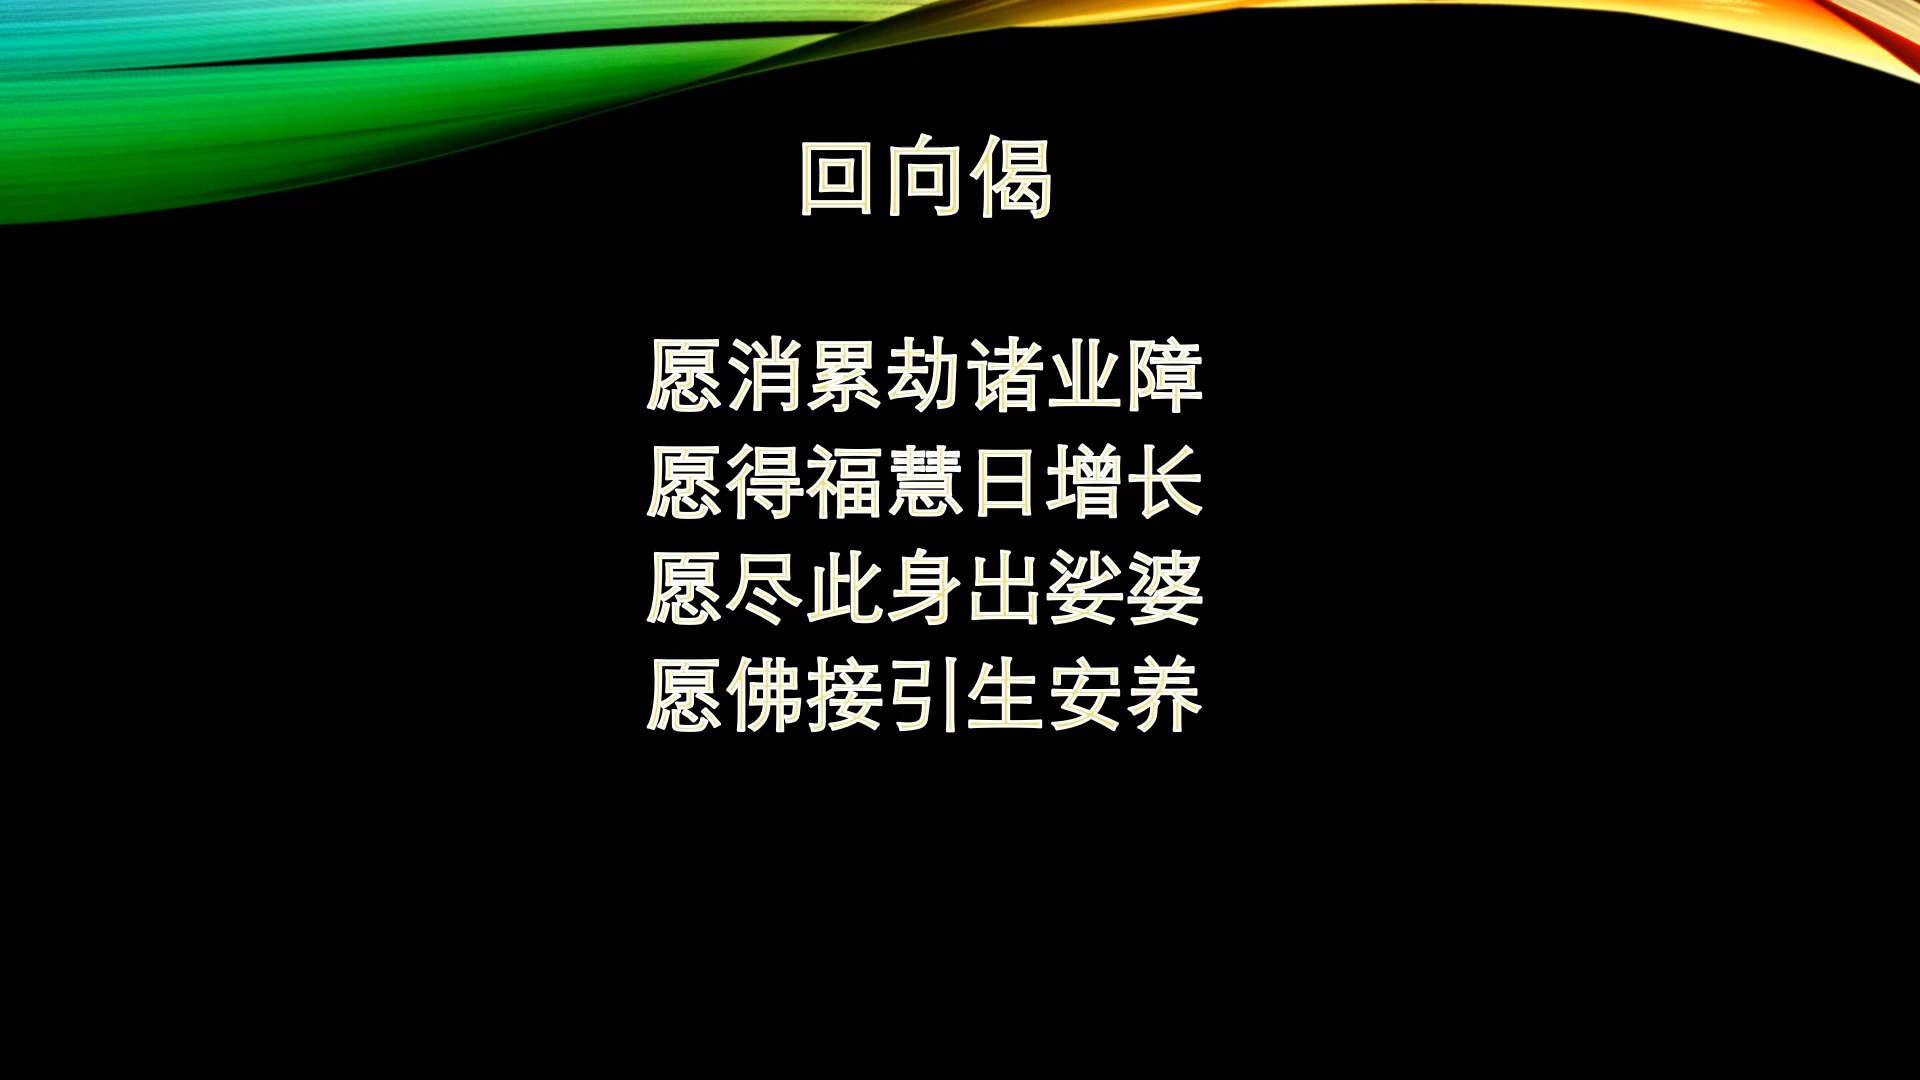 回向偈
愿消累劫诸业障
愿得福慧日增长
愿尽此身出娑婆
愿佛接引生安养